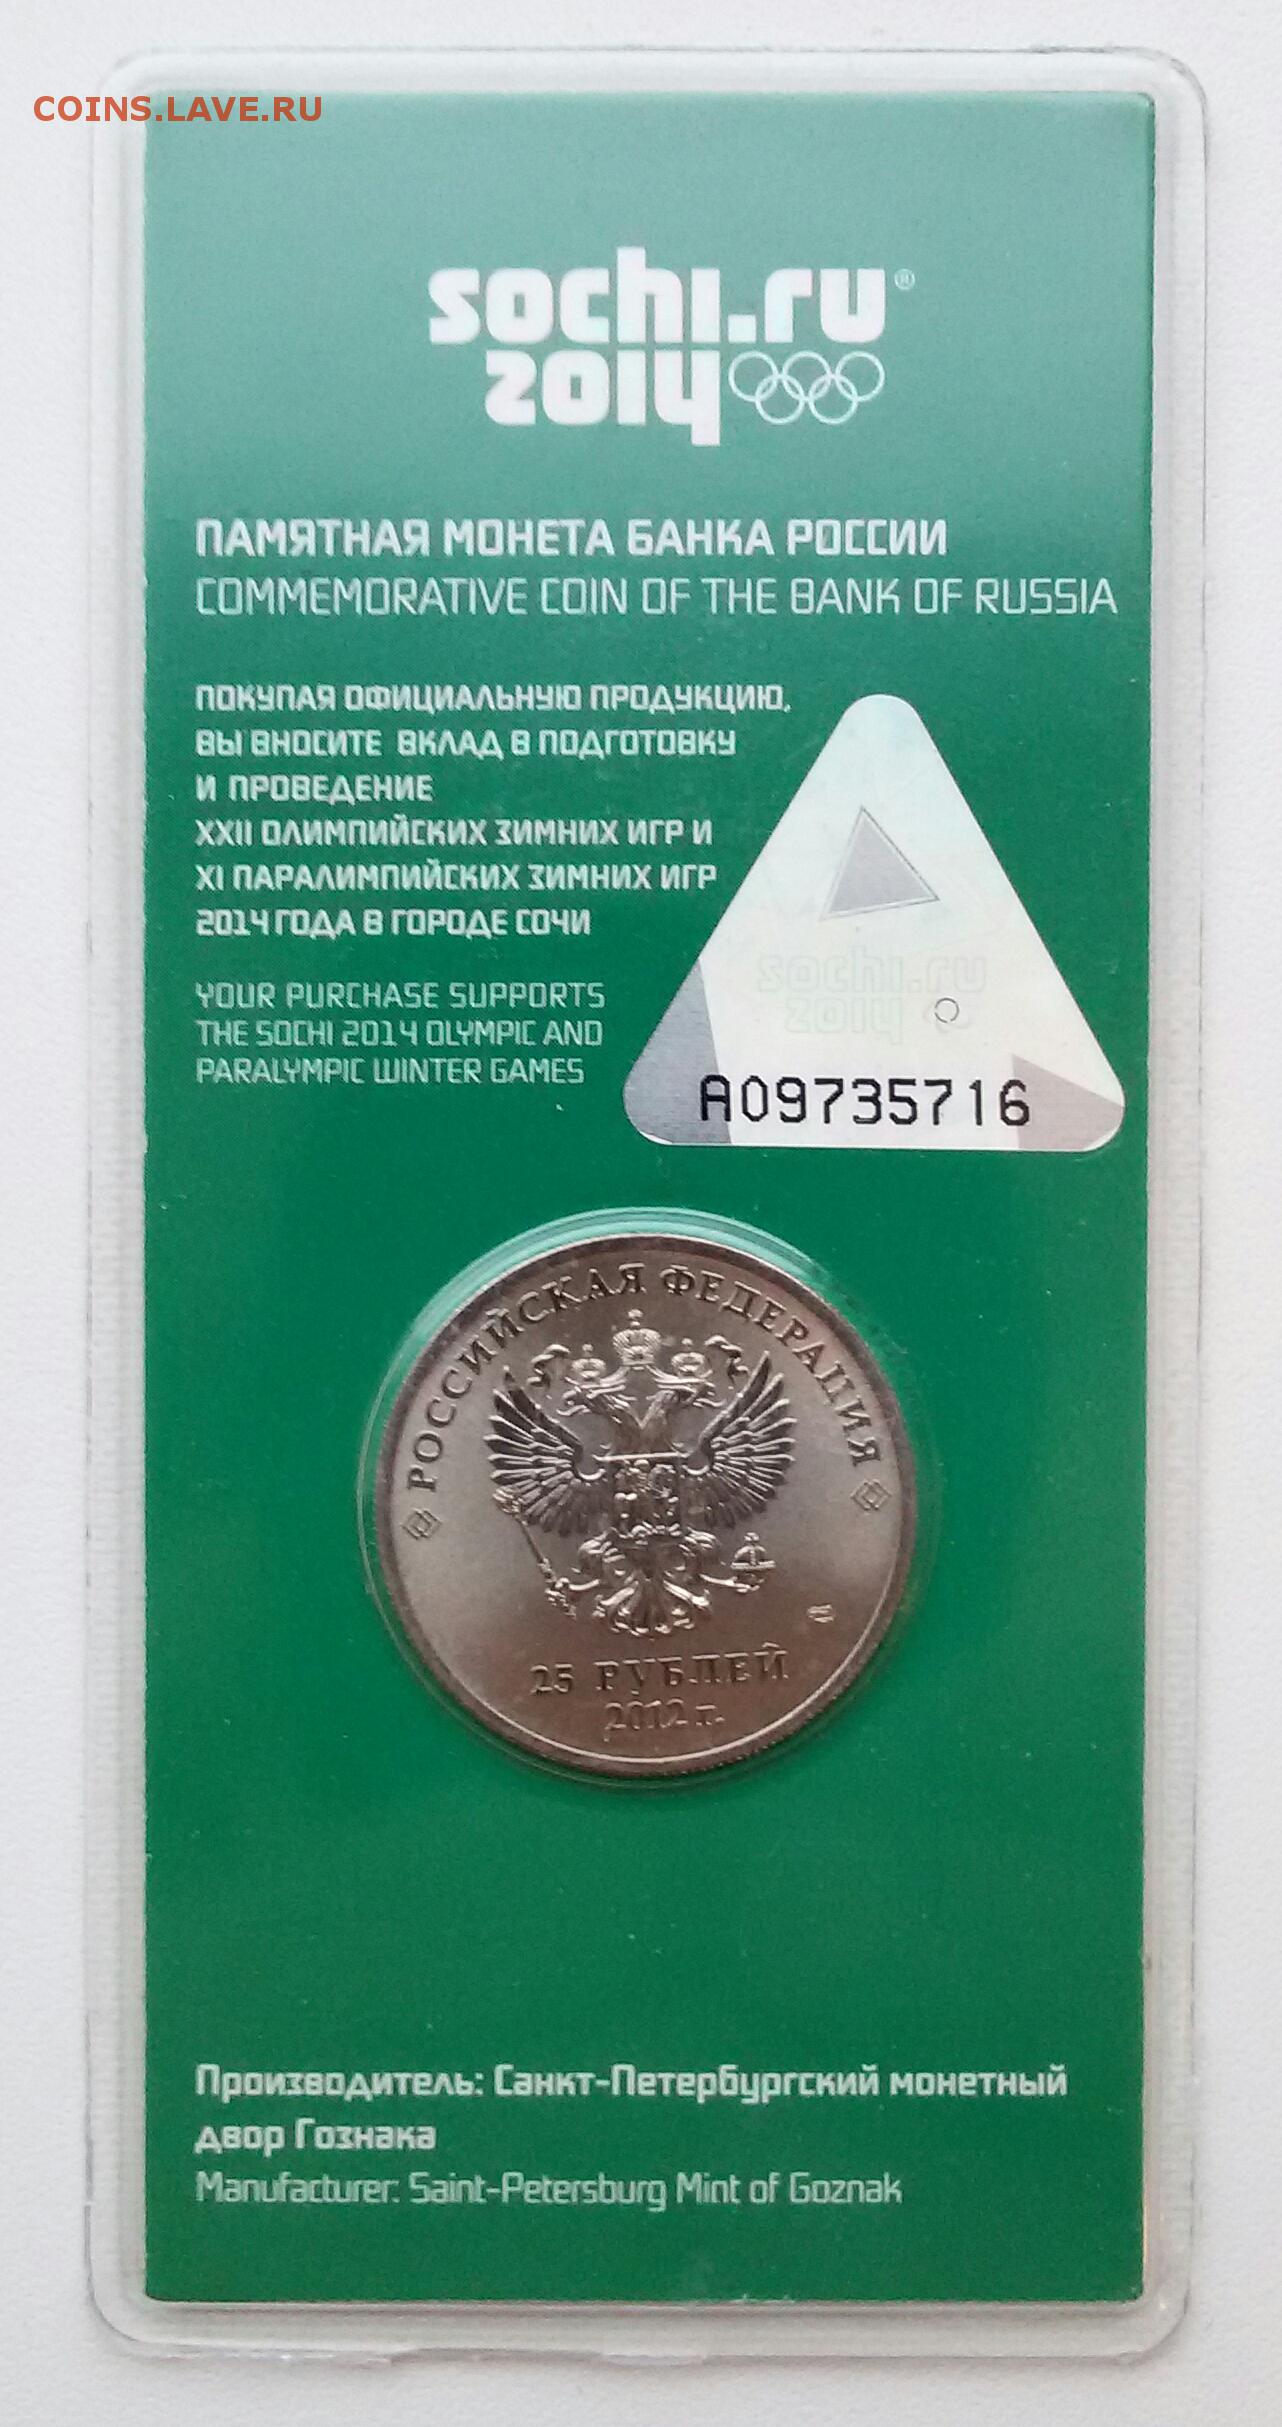 COINS.LAVE.RU
sochi.ru®
2014
ПАМЯТНАЯ МОНЕТА БАНКА РОССИИ
COMMEMORATIVE COIN OF THE BANK OF RUSSIA
ПОКУПАЯ ОФИЦИАЛЬНУЮ ПРОДУКЦИЮ,
ВЫ ВНОСИТЕ ВКЛАД В ПОДГОТОВКУ
И ПРОВЕДЕНИЕ
XXII ОЛИМПИЙСКИХ ЗИМНИХ ИГР И
XI ПАРАЛИМПИЙСКИХ ЗИМНИХ ИГР
2014 ГОДА В ГОРОДЕ СОЧИ
YOUR PURCHASE SUPPORTS
THE SOCHI 2014 OLYMPIC AND
PARALYMPIC WINTER GAMES
sochi.ru
2014
A09735716
РОССИЙСКАЯ ФЕДЕРАЦИЯ
25 РУБЛЕЙ
2012 г.
Производитель: Санкт-Петербургский монетный
двор Гознака
Manufacturer: Saint-Petersburg Mint of Goznak